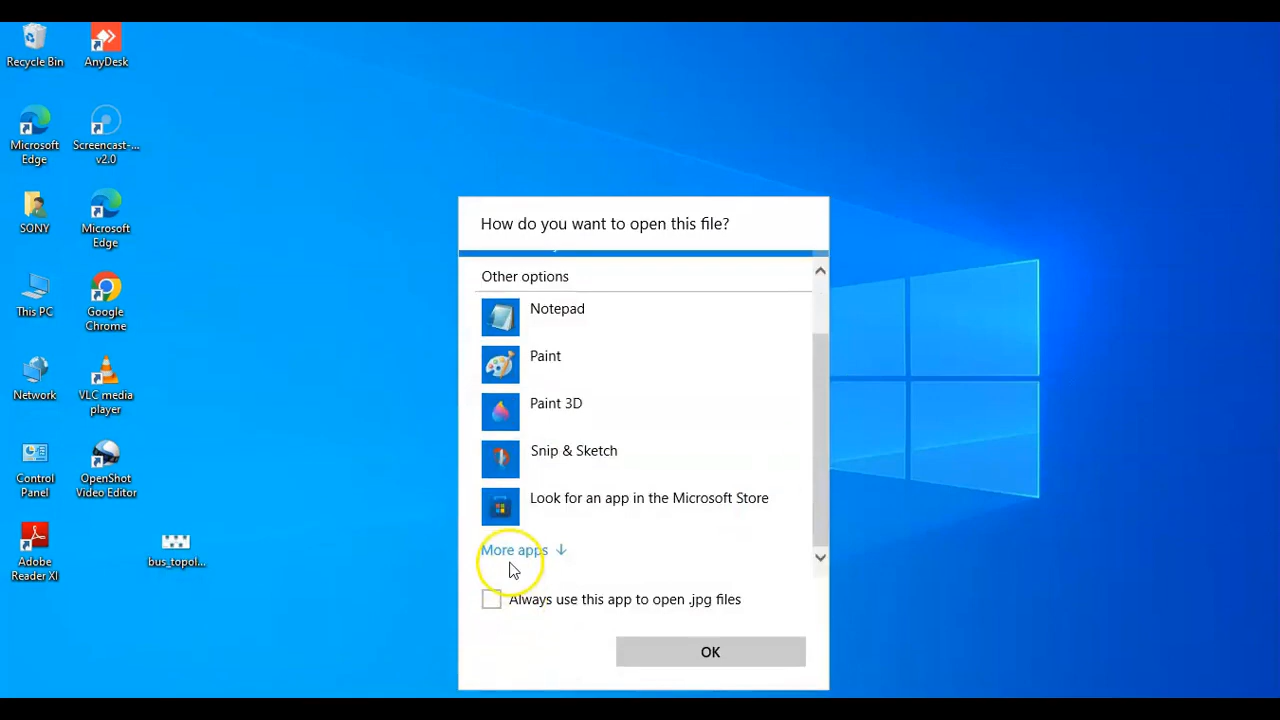 Recycle Bin
AnyDesk
Microsoft
Edge
Screencast-...
v2.0
SONY
Microsoft
Edge
This PC
Google
Chrome
Network
VLC media
player
Control
Panel
OpenShot
Video Editor
Adobe
Reader XI
bus_topol...
How do you want to open this file?
Other options
Notepad
Paint
Paint 3D
Snip & Sketch
Look for an app in the Microsoft Store
More apps ↓
Always use this app to open .jpg files
OK